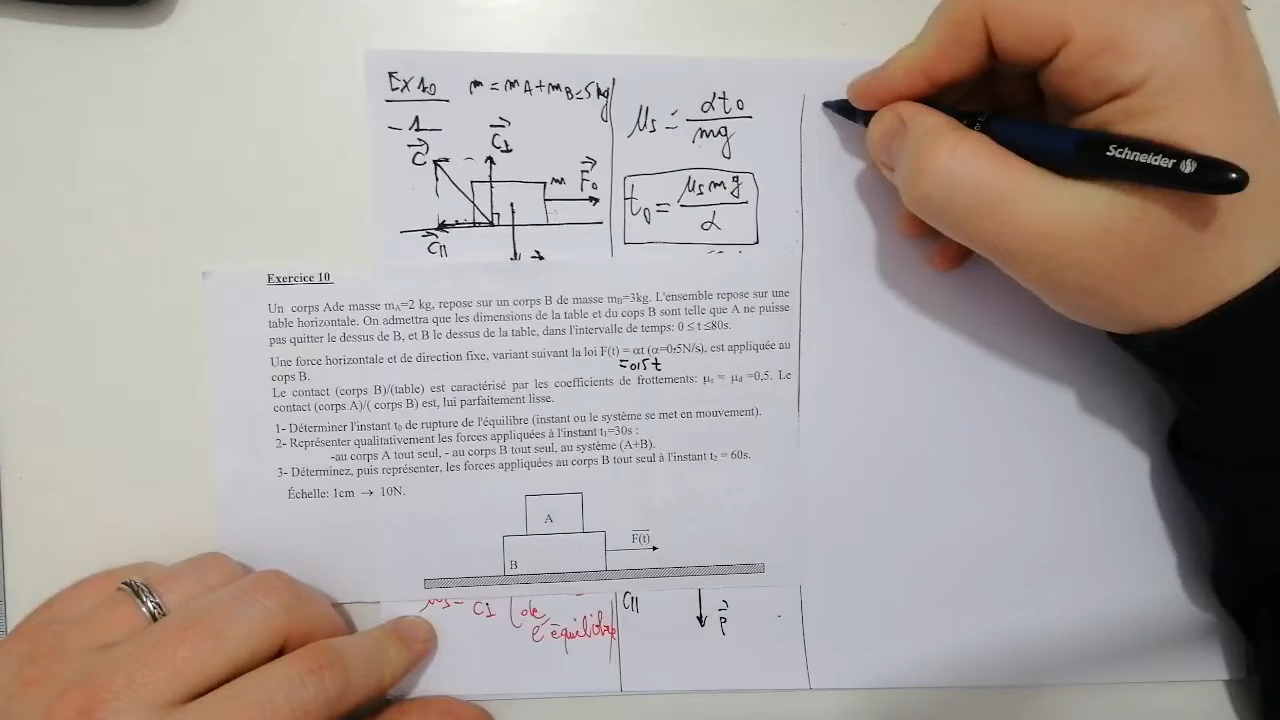 Ex 10 m = mA + mB = 5 kg
- 1
C
C⊥
m F0
C||
μs = αt0 / mg
t0 = μs mg / α
Schneider
Exercice 10
Un corps Ade masse mA=2 kg, repose sur un corps B de masse mB=3kg. L'ensemble repose sur une
table horizontale. On admettra que les dimensions de la table et du cops B sont telle que A ne puisse
pas quitter le dessus de B, et B le dessus de la table, dans l'intervalle de temps: 0 ≤ t ≤80s.
Une force horizontale et de direction fixe, variant suivant la loi F(t) = αt (α=0.5N/s), est appliquée au
= 0,5 t
cops B.
Le contact (corps B)/(table) est caractérisé par les coefficients de frottements: μs = μd =0,5. Le
contact (corps A)/( corps B) est, lui parfaitement lisse.
1- Déterminer l'instant t0 de rupture de l'équilibre (instant ou le système se met en mouvement).
2- Représenter qualitativement les forces appliquées à l'instant t1=30s :
-au corps A tout seul, - au corps B tout seul, au système (A+B).
3- Déterminez, puis représenter, les forces appliquées au corps B tout seul à l'instant t2 = 60s.
Échelle: 1cm → 10N.
A
F(t)
B
C⊥ (de
l'équilibre
C||
P